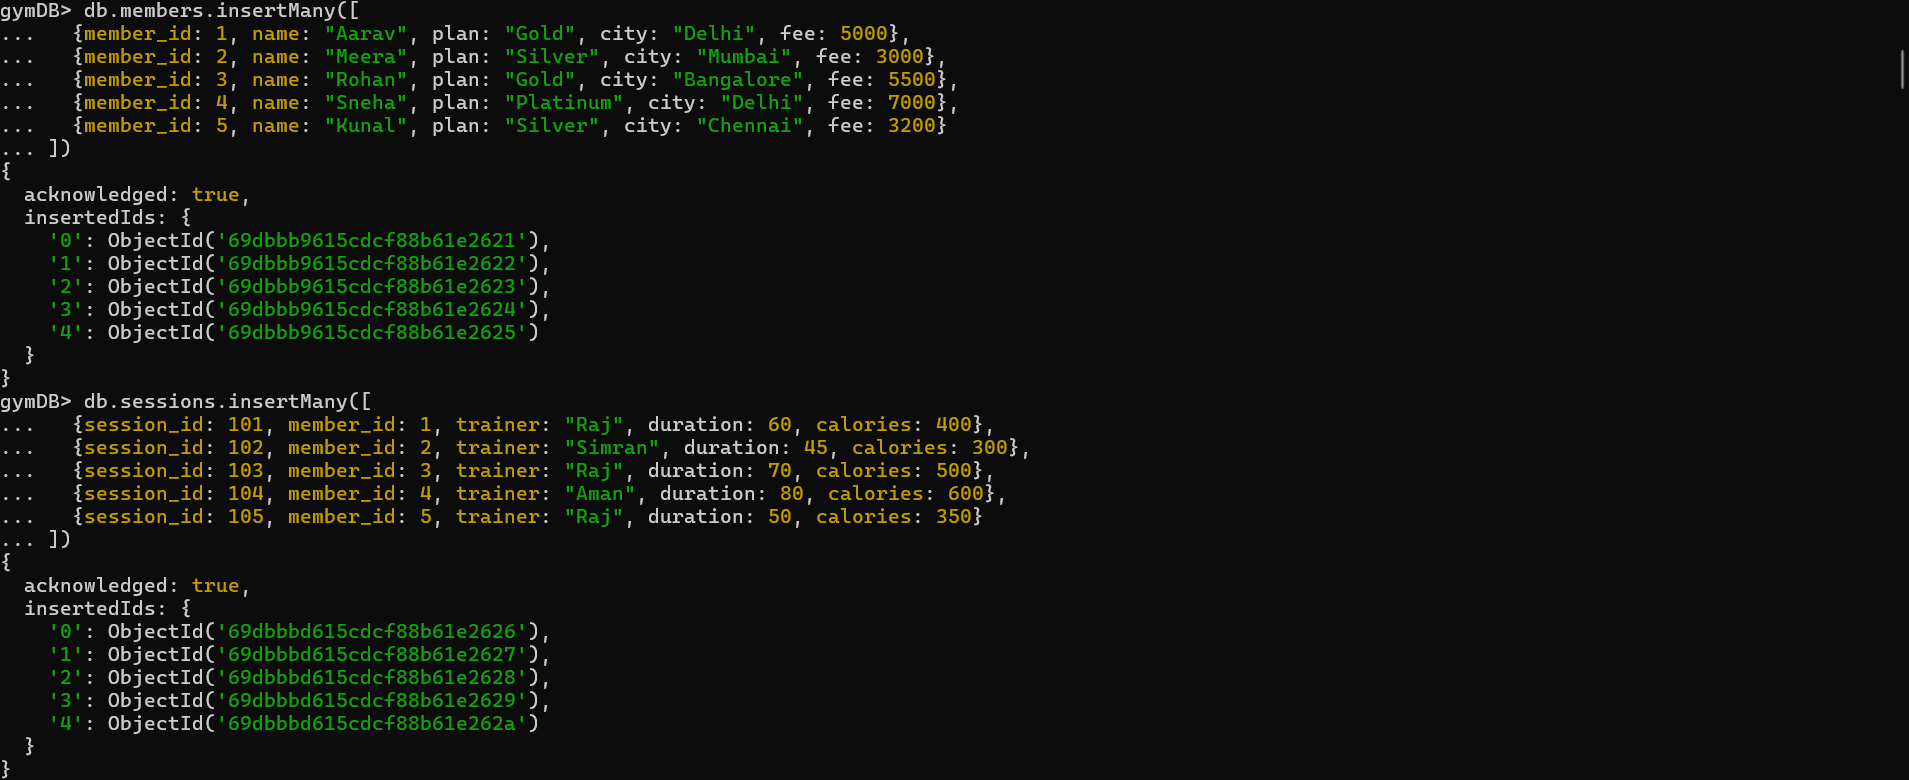 gymDB> db.members.insertMany([
...   {member_id: 1, name: "Aarav", plan: "Gold", city: "Delhi", fee: 5000},
...   {member_id: 2, name: "Meera", plan: "Silver", city: "Mumbai", fee: 3000},
...   {member_id: 3, name: "Rohan", plan: "Gold", city: "Bangalore", fee: 5500},
...   {member_id: 4, name: "Sneha", plan: "Platinum", city: "Delhi", fee: 7000},
...   {member_id: 5, name: "Kunal", plan: "Silver", city: "Chennai", fee: 3200}
... ])
{
  acknowledged: true,
  insertedIds: {
    '0': ObjectId('69dbbb9615cdcf88b61e2621'),
    '1': ObjectId('69dbbb9615cdcf88b61e2622'),
    '2': ObjectId('69dbbb9615cdcf88b61e2623'),
    '3': ObjectId('69dbbb9615cdcf88b61e2624'),
    '4': ObjectId('69dbbb9615cdcf88b61e2625')
  }
}
gymDB> db.sessions.insertMany([
...   {session_id: 101, member_id: 1, trainer: "Raj", duration: 60, calories: 400},
...   {session_id: 102, member_id: 2, trainer: "Simran", duration: 45, calories: 300},
...   {session_id: 103, member_id: 3, trainer: "Raj", duration: 70, calories: 500},
...   {session_id: 104, member_id: 4, trainer: "Aman", duration: 80, calories: 600},
...   {session_id: 105, member_id: 5, trainer: "Raj", duration: 50, calories: 350}
... ])
{
  acknowledged: true,
  insertedIds: {
    '0': ObjectId('69dbbbd615cdcf88b61e2626'),
    '1': ObjectId('69dbbbd615cdcf88b61e2627'),
    '2': ObjectId('69dbbbd615cdcf88b61e2628'),
    '3': ObjectId('69dbbbd615cdcf88b61e2629'),
    '4': ObjectId('69dbbbd615cdcf88b61e262a')
  }
}